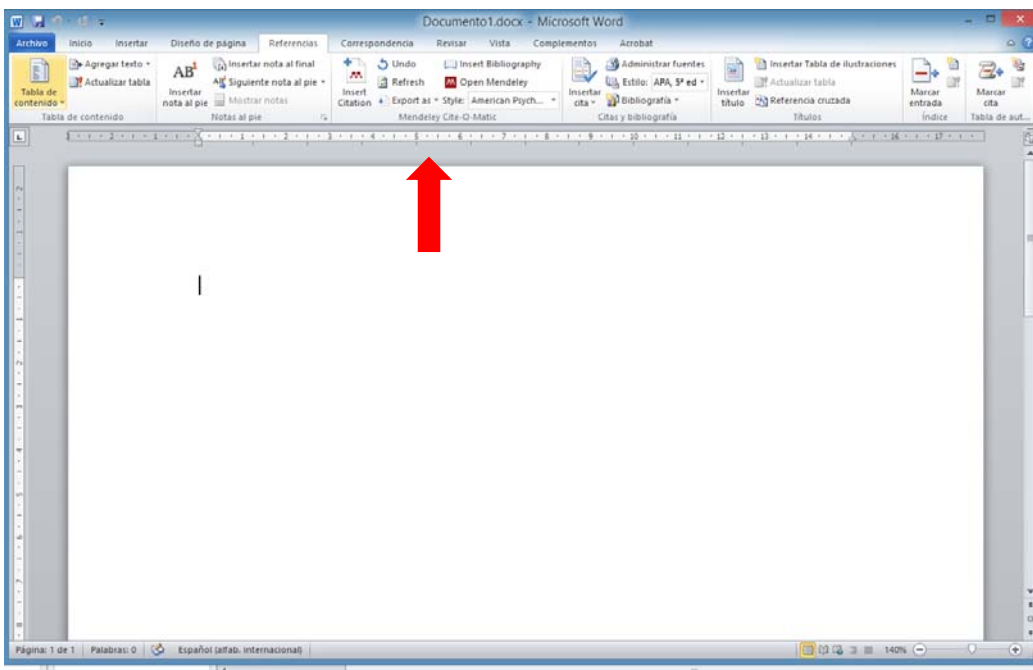 Documento1.docx - Microsoft Word
Archivo Inicio Insertar Diseño de página Referencias Correspondencia Revisar Vista Complementos Acrobat
Tabla de contenido
Agregar texto
Actualizar tabla
Tabla de contenido
AB1
Insertar nota al pie
Insertar nota al final
Siguiente nota al pie
Mostrar notas
Notas al pie
Insert Citation
Undo
Refresh
Export as
Insert Bibliography
Open Mendeley
Style: American Psych...
Mendeley Cite-O-Matic
Insertar cita
Administrar fuentes
Estilo: APA, 5ª ed
Bibliografía
Citas y bibliografía
Insertar título
Insertar Tabla de ilustraciones
Actualizar tabla
Referencia cruzada
Títulos
Marcar entrada
Índice
Marcar cita
Tabla de aut...
Página: 1 de 1 Palabras: 0 Español (alfab. internacional) 140%